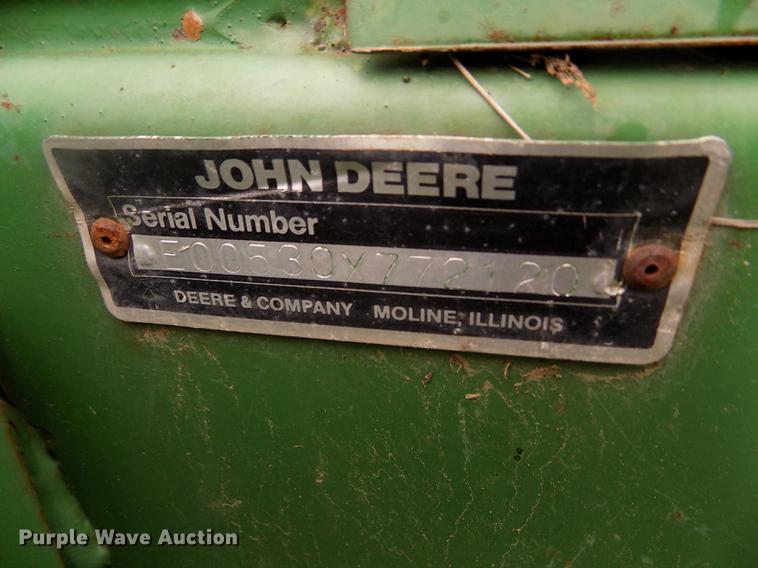 JOHN DEERE
Serial Number
E00530X772120
DEERE & COMPANY MOLINE, ILLINOIS
Purple Wave Auction